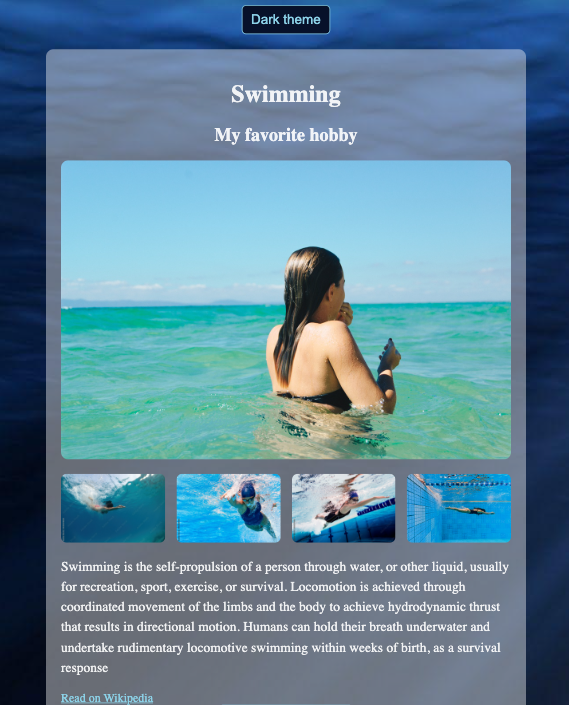 Dark theme
Swimming
My favorite hobby
Swimming is the self-propulsion of a person through water, or other liquid, usually
for recreation, sport, exercise, or survival. Locomotion is achieved through
coordinated movement of the limbs and the body to achieve hydrodynamic thrust
that results in directional motion. Humans can hold their breath underwater and
undertake rudimentary locomotive swimming within weeks of birth, as a survival
response
Read on Wikipedia